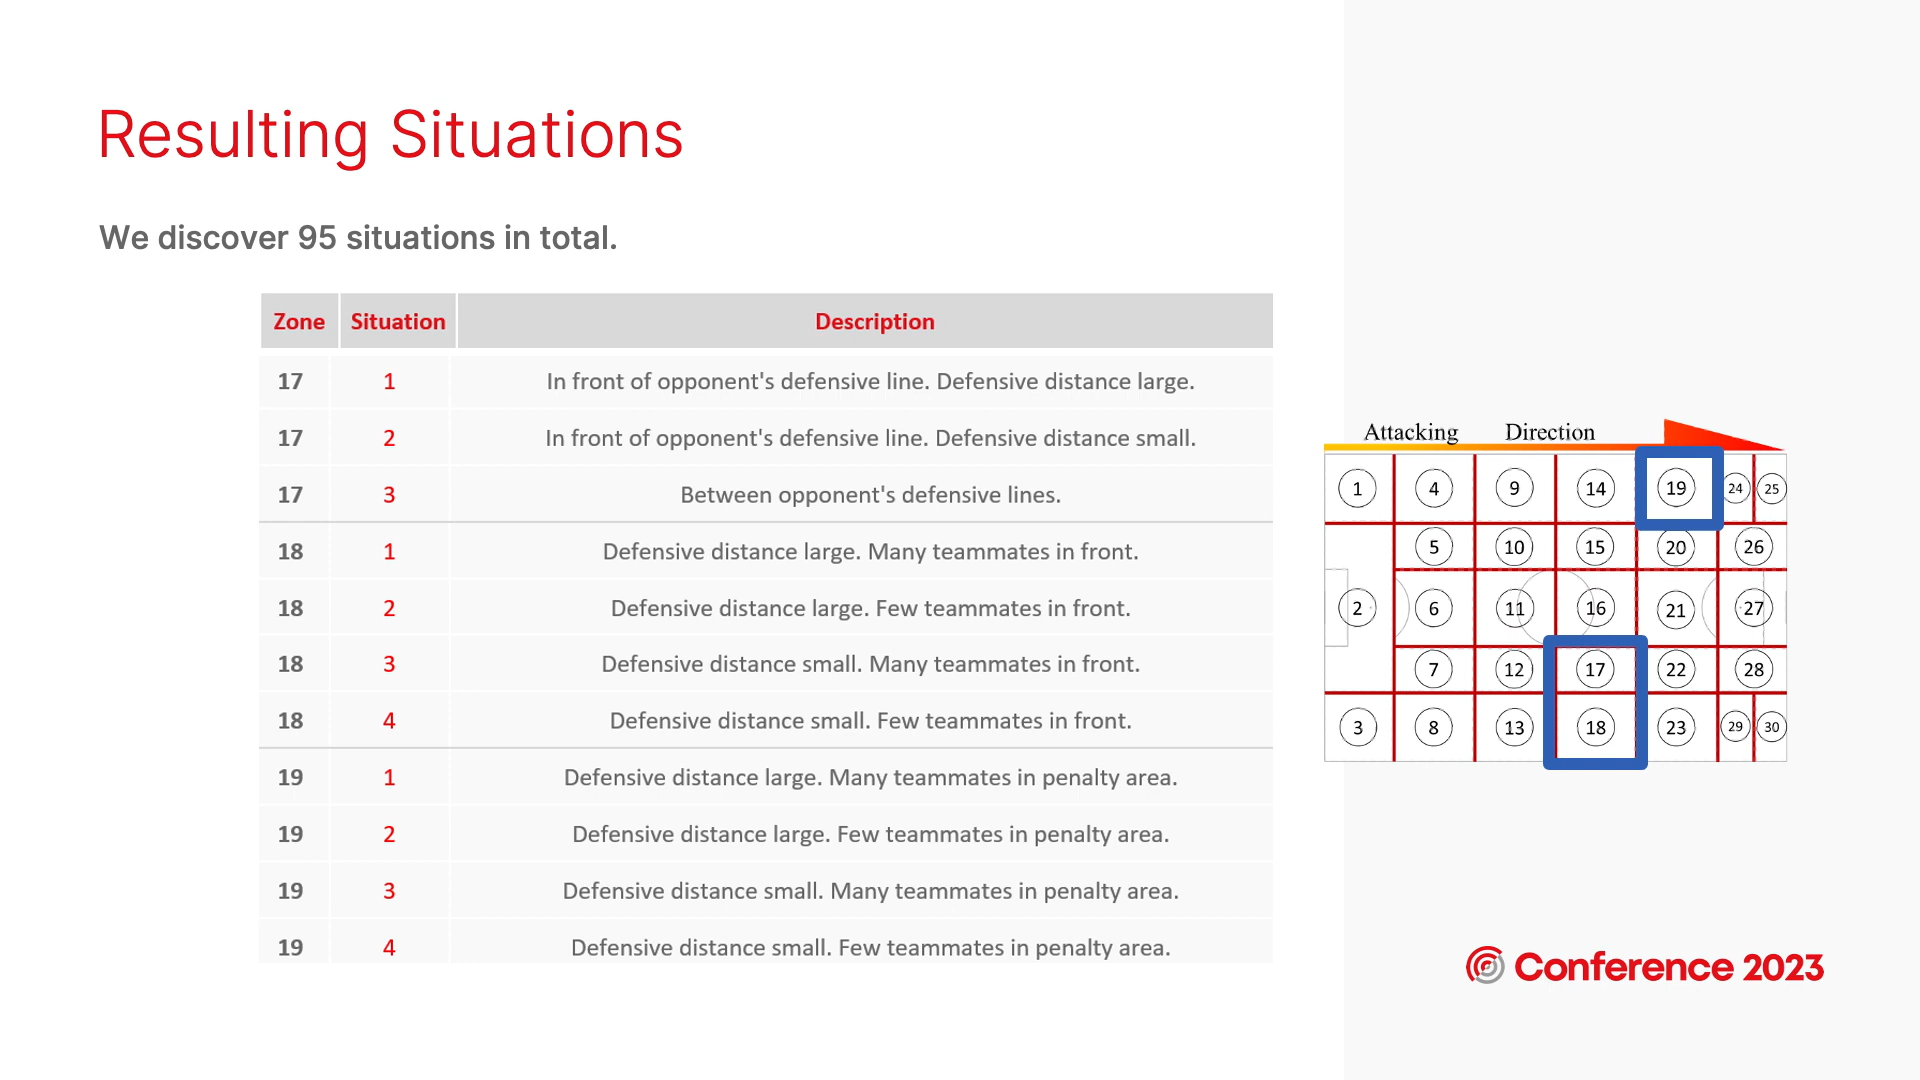 Resulting Situations
We discover 95 situations in total.
Zone Situation Description
17 1 In front of opponent's defensive line. Defensive distance large.
17 2 In front of opponent's defensive line. Defensive distance small.
17 3 Between opponent's defensive lines.
18 1 Defensive distance large. Many teammates in front.
18 2 Defensive distance large. Few teammates in front.
18 3 Defensive distance small. Many teammates in front.
18 4 Defensive distance small. Few teammates in front.
19 1 Defensive distance large. Many teammates in penalty area.
19 2 Defensive distance large. Few teammates in penalty area.
19 3 Defensive distance small. Many teammates in penalty area.
19 4 Defensive distance small. Few teammates in penalty area.
Attacking Direction
1 4 9 14 19 24 25
5 10 15 20 26
2 6 11 16 21 27
7 12 17 22 28
3 8 13 18 23 29 30
Conference 2023